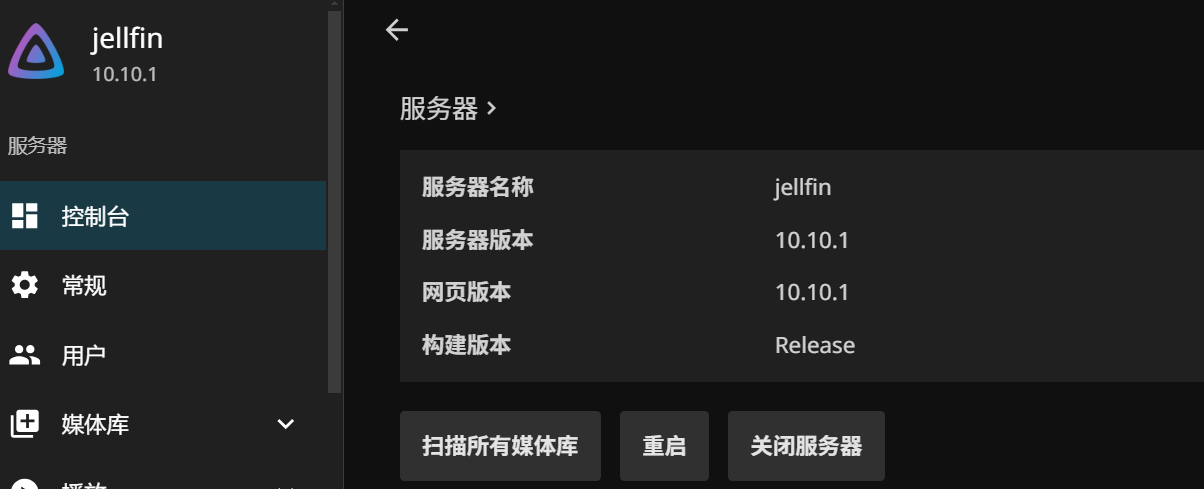 jellfin
10.10.1
服务器
控制台
常规
用户
媒体库
播放
服务器
服务器名称 jellfin
服务器版本 10.10.1
网页版本 10.10.1
构建版本 Release
扫描所有媒体库 重启 关闭服务器